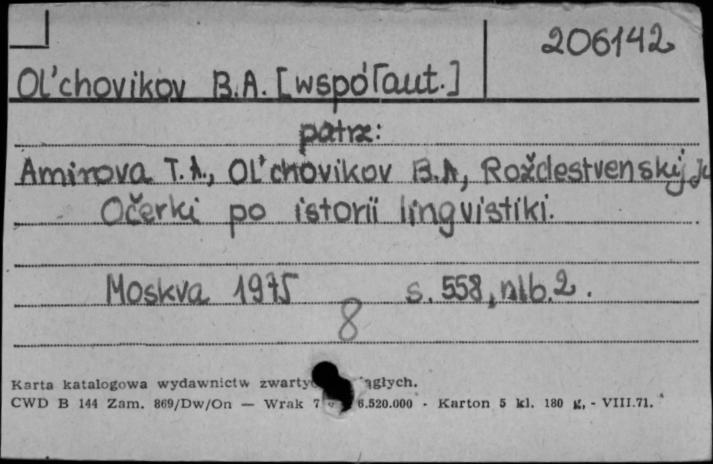 206142
Ol'chovikov B.A. [współaut.]
patrz:
Amirova T.A., Ol'chovikov B.A, Roždestvenskij Ju
Očerki po istorii lingvistiki.
Moskva 1975 s. 558, nlb. 2.
8
Karta katalogowa wydawnictw
CWD B 144 Zam. 869/Dw/On — Wrak 7 6.520.000 - Karton 5 kl. 180 g, - VIII.71.